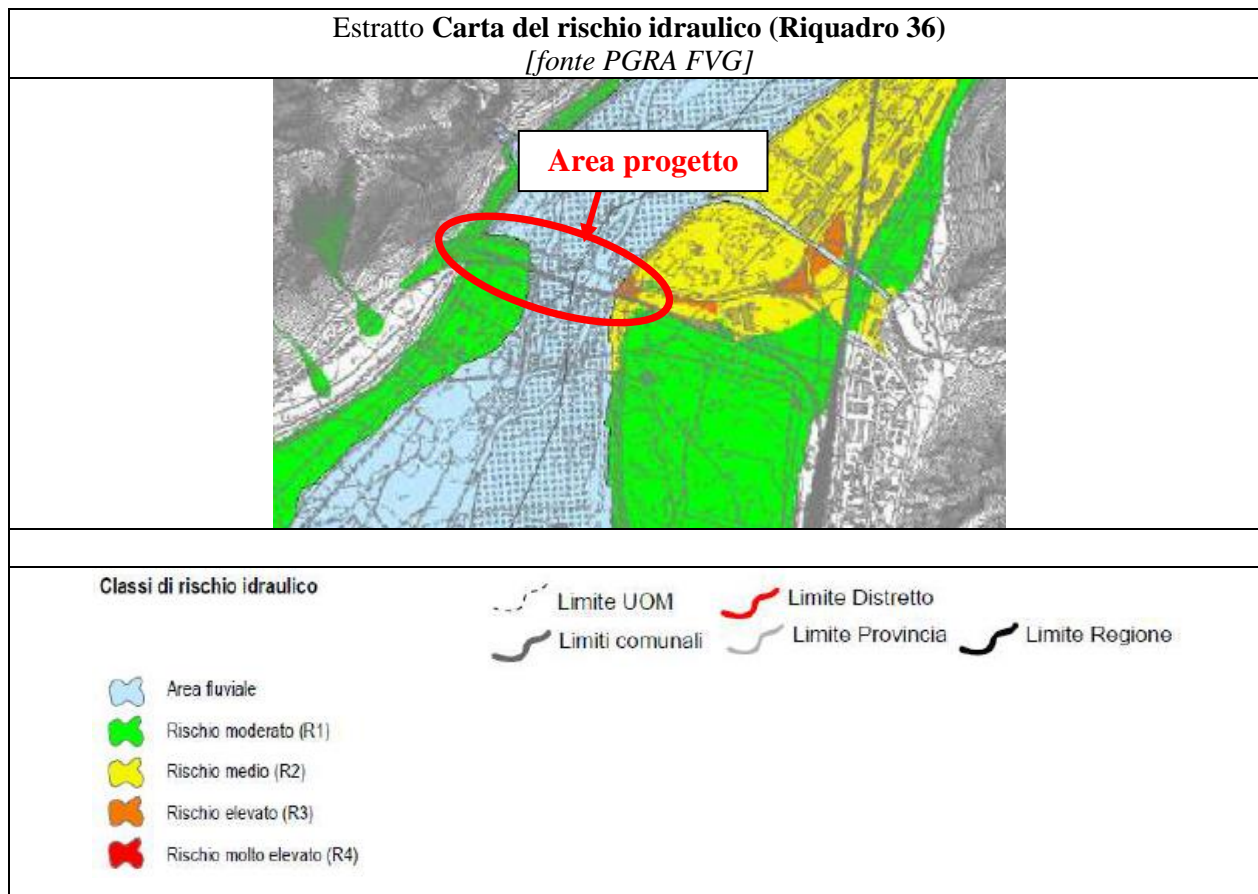 Estratto Carta del rischio idraulico (Riquadro 36)
[fonte PGRA FVG]
Area progetto
Classi di rischio idraulico
Limite UOM
Limite Distretto
Limiti comunali
Limite Provincia
Limite Regione
Area fluviale
Rischio moderato (R1)
Rischio medio (R2)
Rischio elevato (R3)
Rischio molto elevato (R4)